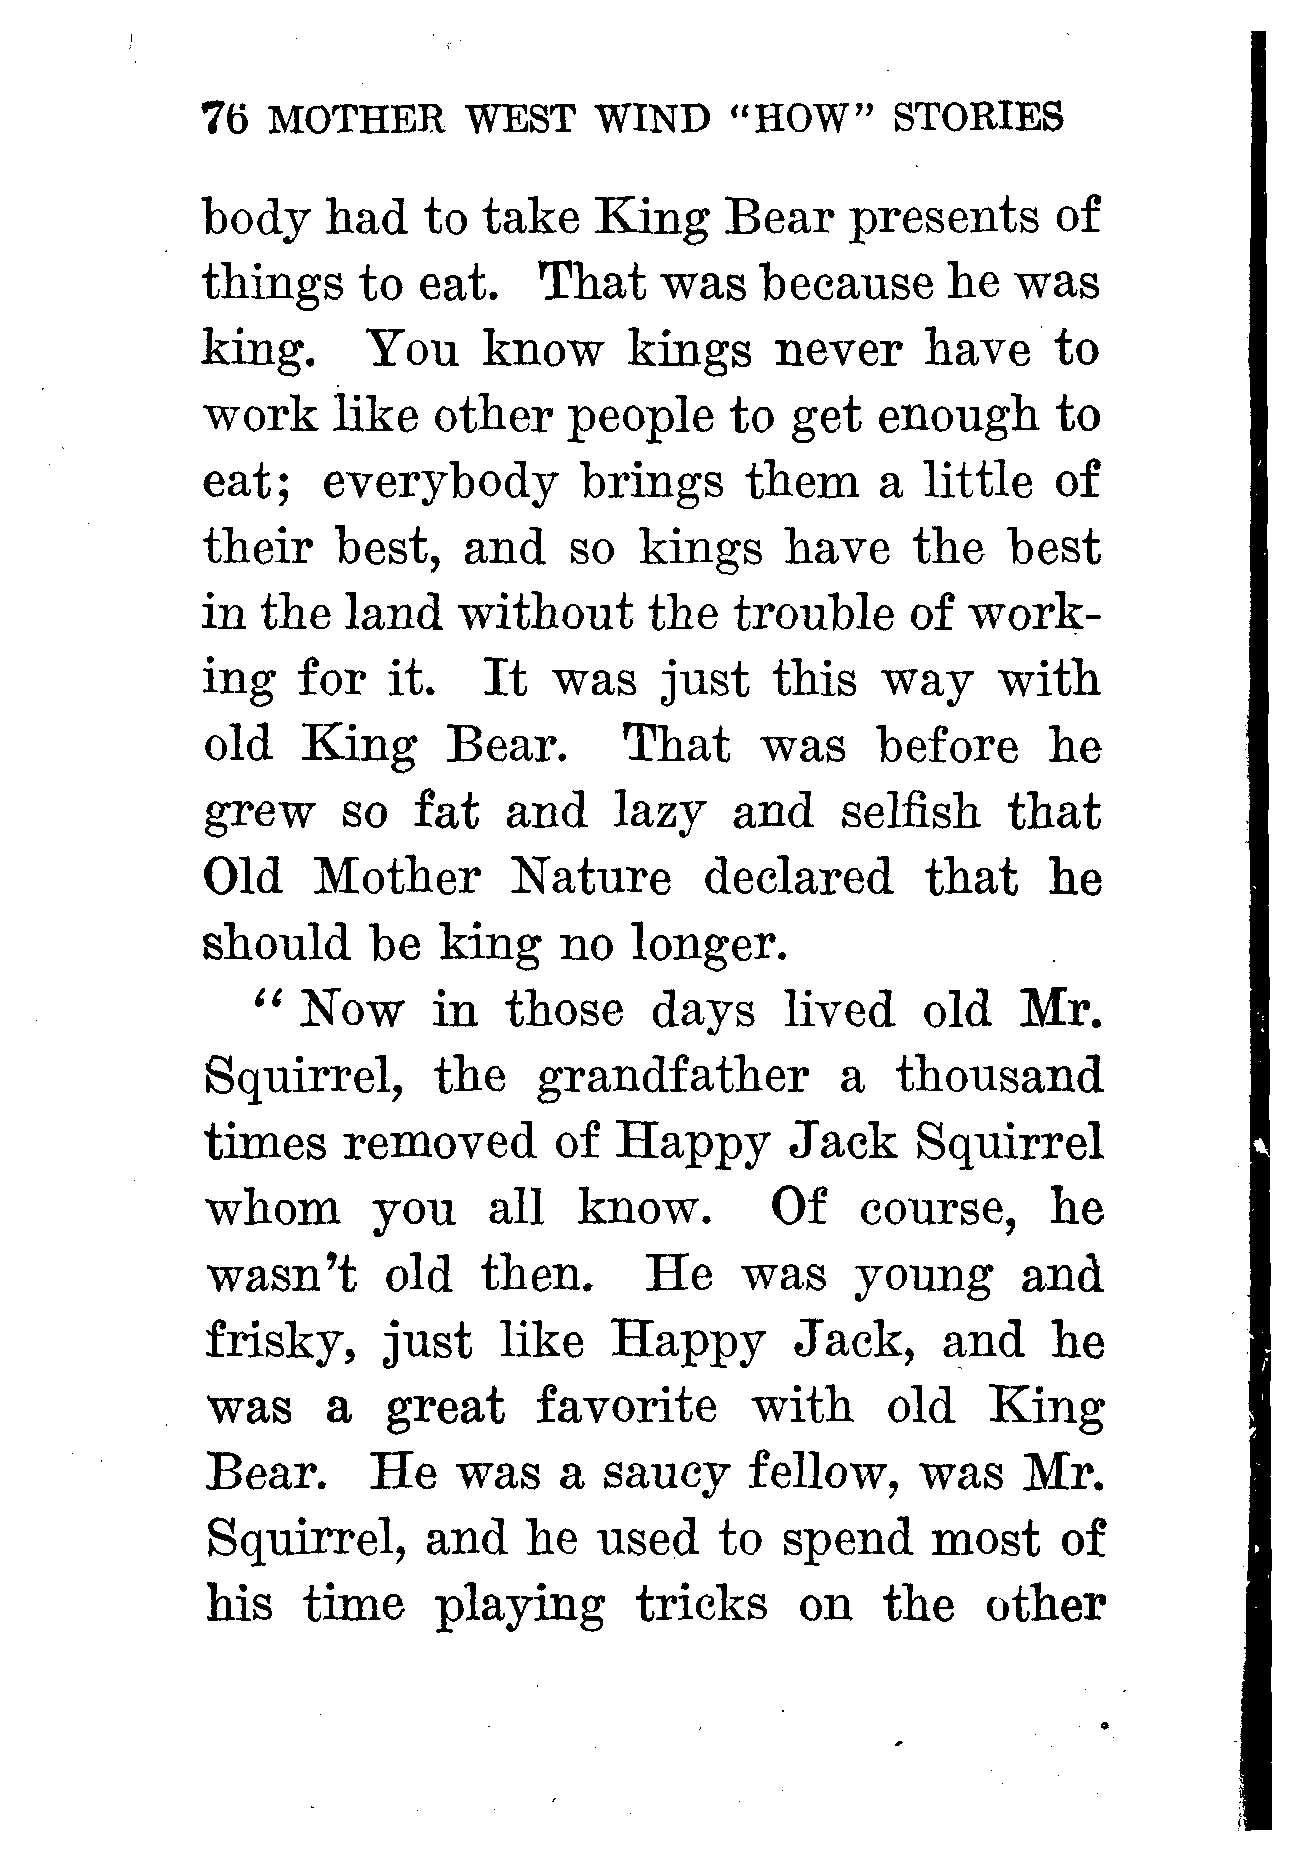 76 MOTHER WEST WIND "HOW" STORIES
body had to take King Bear presents of
things to eat. That was because he was
king. You know kings never have to
work like other people to get enough to
eat; everybody brings them a little of
their best, and so kings have the best
in the land without the trouble of work-
ing for it. It was just this way with
old King Bear. That was before he
grew so fat and lazy and selfish that
Old Mother Nature declared that he
should be king no longer.
"Now in those days lived old Mr.
Squirrel, the grandfather a thousand
times removed of Happy Jack Squirrel
whom you all know. Of course, he
wasn't old then. He was young and
frisky, just like Happy Jack, and he
was a great favorite with old King
Bear. He was a saucy fellow, was Mr.
Squirrel, and he used to spend most of
his time playing tricks on the other